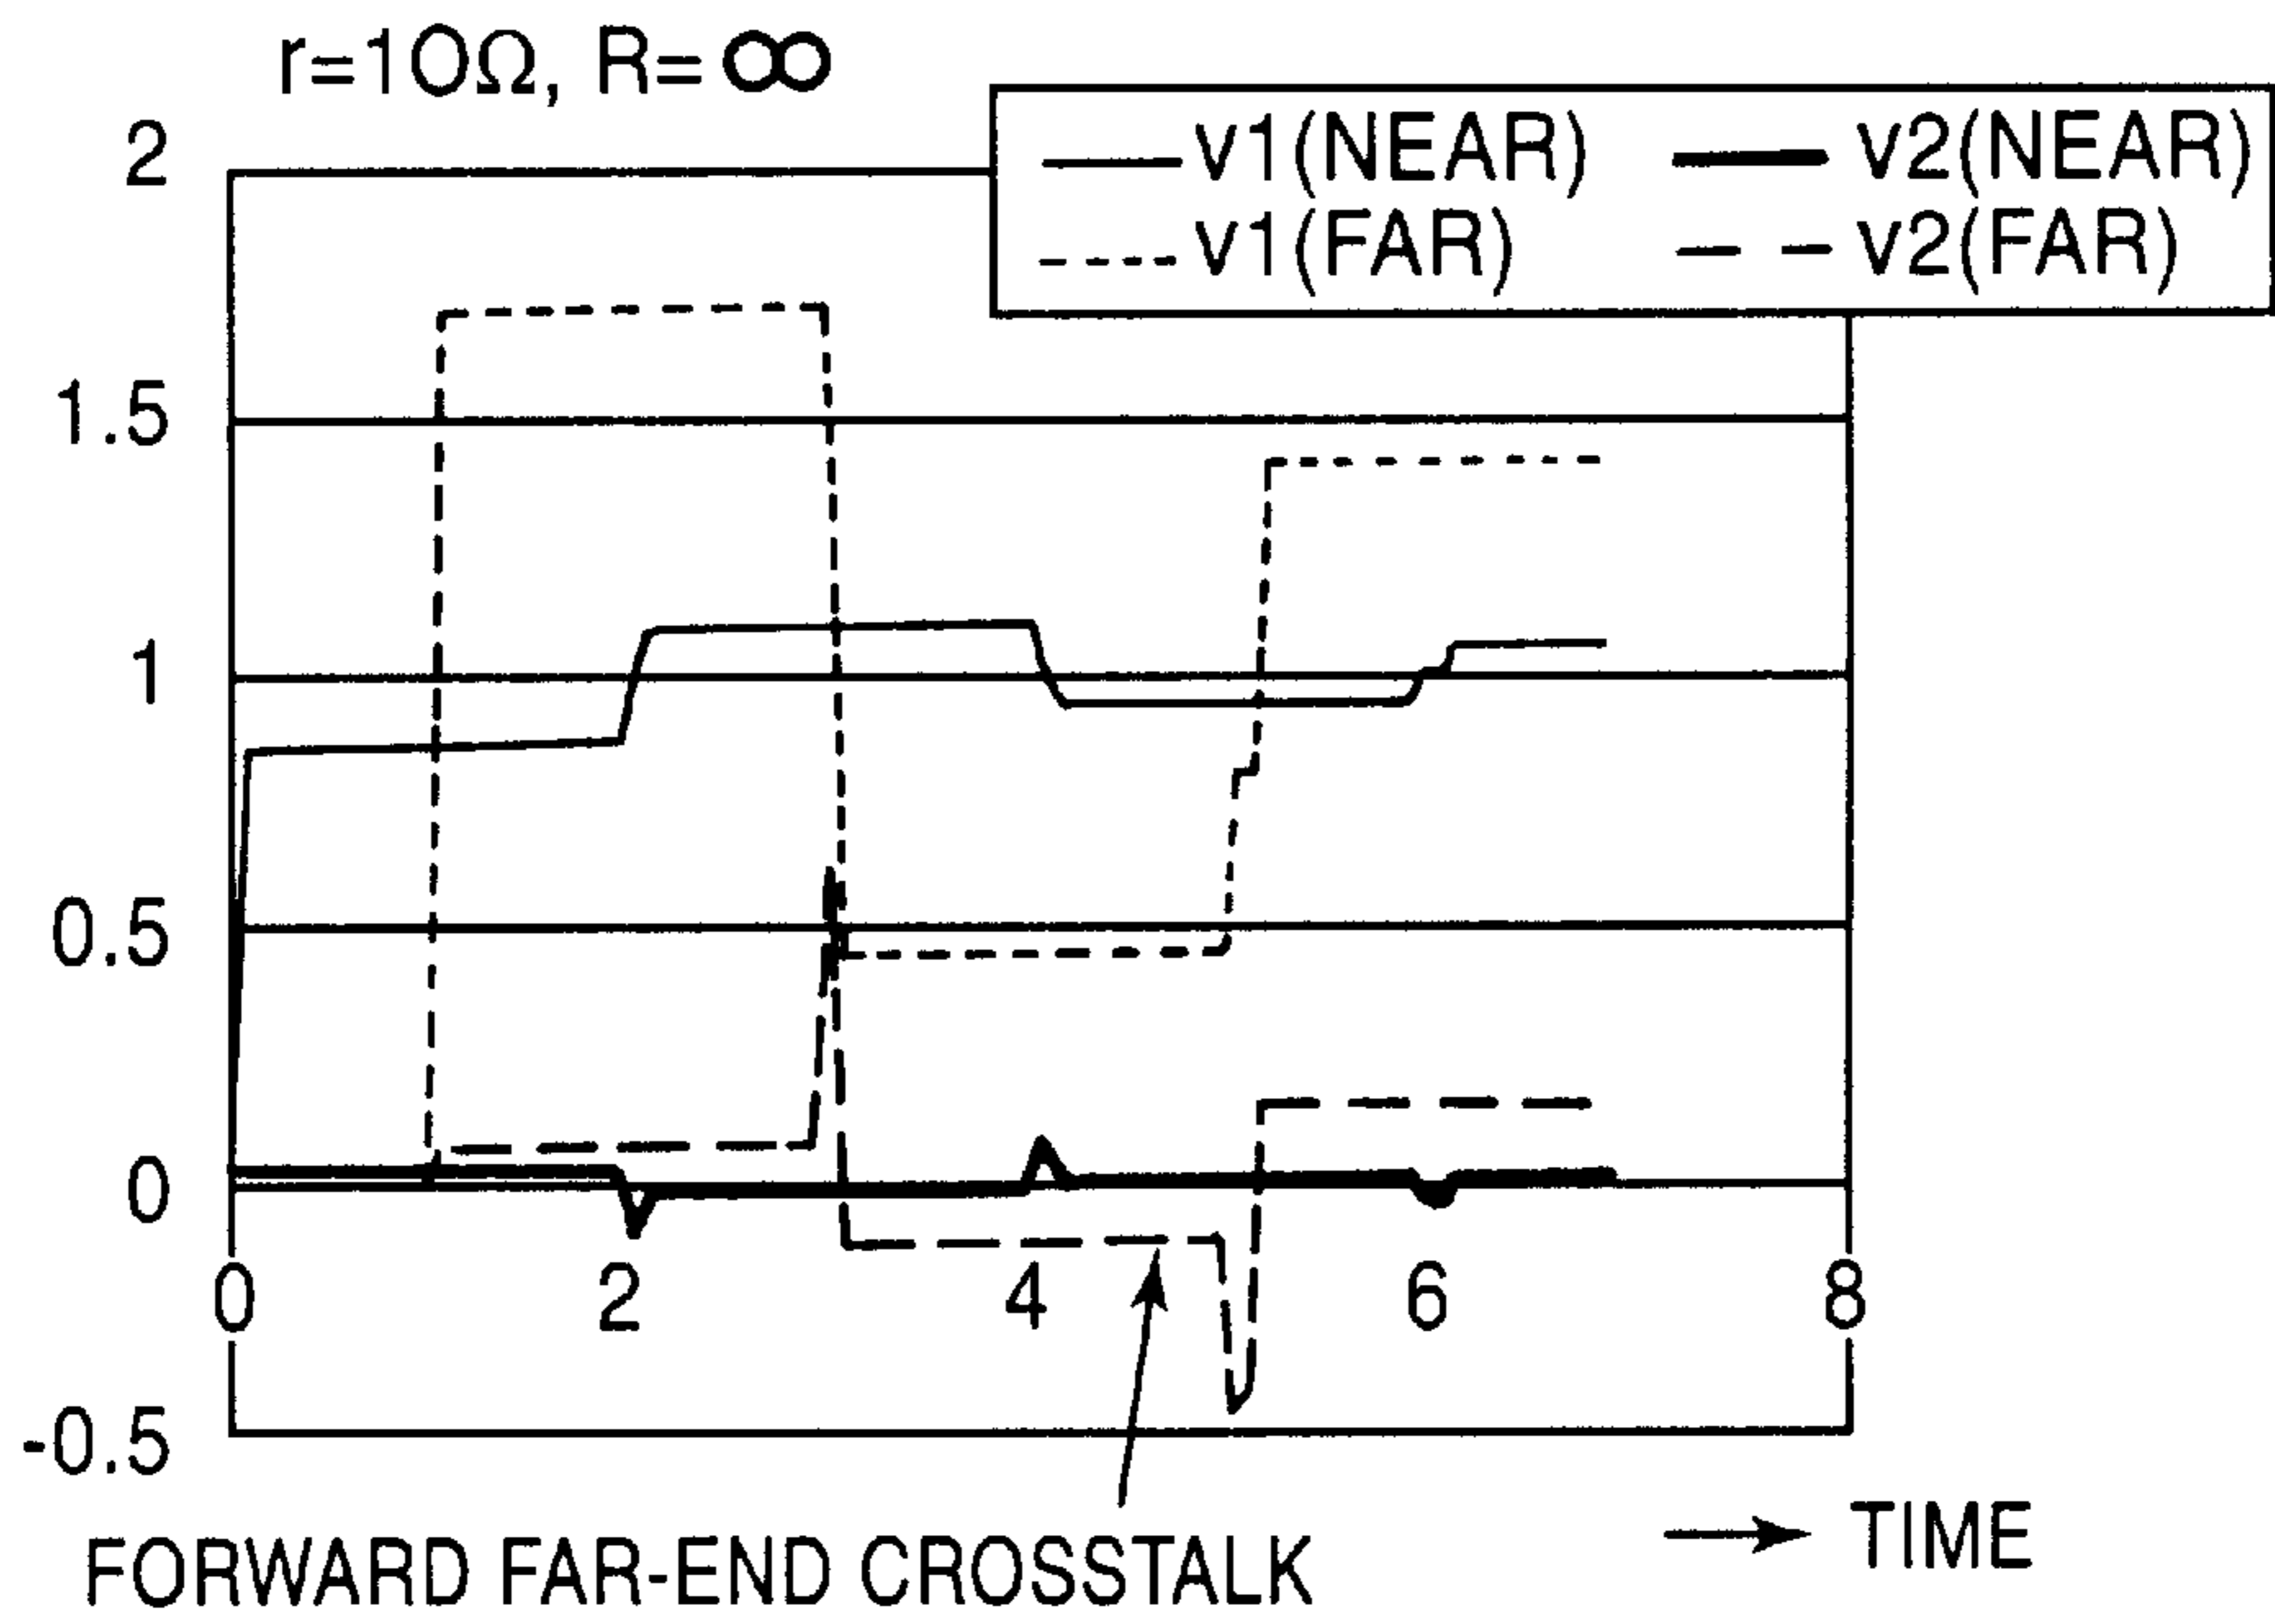 r=10Ω, R=∞
v1(NEAR) v2(NEAR)
v1(FAR) v2(FAR)
2
1.5
1
0.5
0
0 2 4 6 8
-0.5
FORWARD FAR-END CROSSTALK
TIME